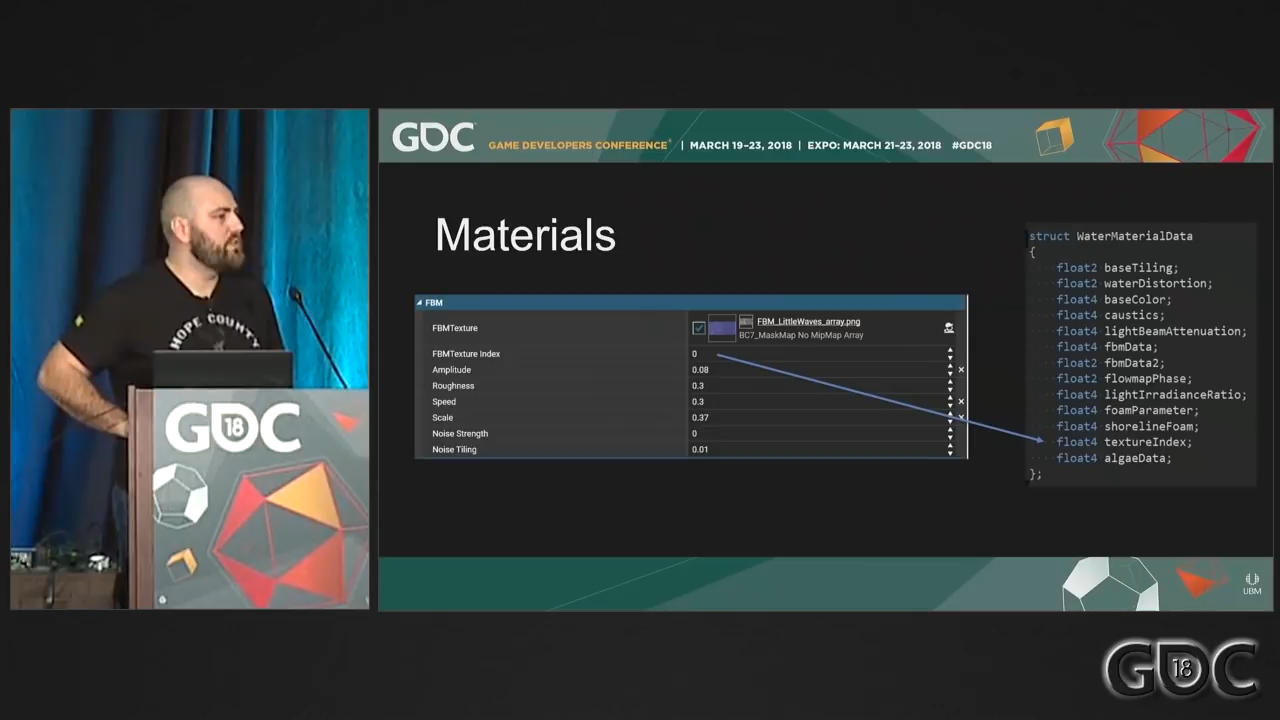 GDC GAME DEVELOPERS CONFERENCE | MARCH 19–23, 2018 | EXPO: MARCH 21–23, 2018 #GDC18
Materials
FBM
FBMTexture
FBM_LittleWaves_array.png
BC7_MaskMap No MipMap Array
FBMTexture Index 0
Amplitude 0.08
Roughness 0.3
Speed 0.3
Scale 0.37
Noise Strength 0
Noise Tiling 0.01
struct WaterMaterialData
{
float2 baseTiling;
float2 waterDistortion;
float4 baseColor;
float4 caustics;
float4 lightBeamAttenuation;
float4 fbmData;
float2 fbmData2;
float2 flowmapPhase;
float4 lightIrradianceRatio;
float4 foamParameter;
float4 shorelineFoam;
float4 textureIndex;
float4 algaeData;
};
HOPE COUNTY
GDC
18
UBM
GDC
18